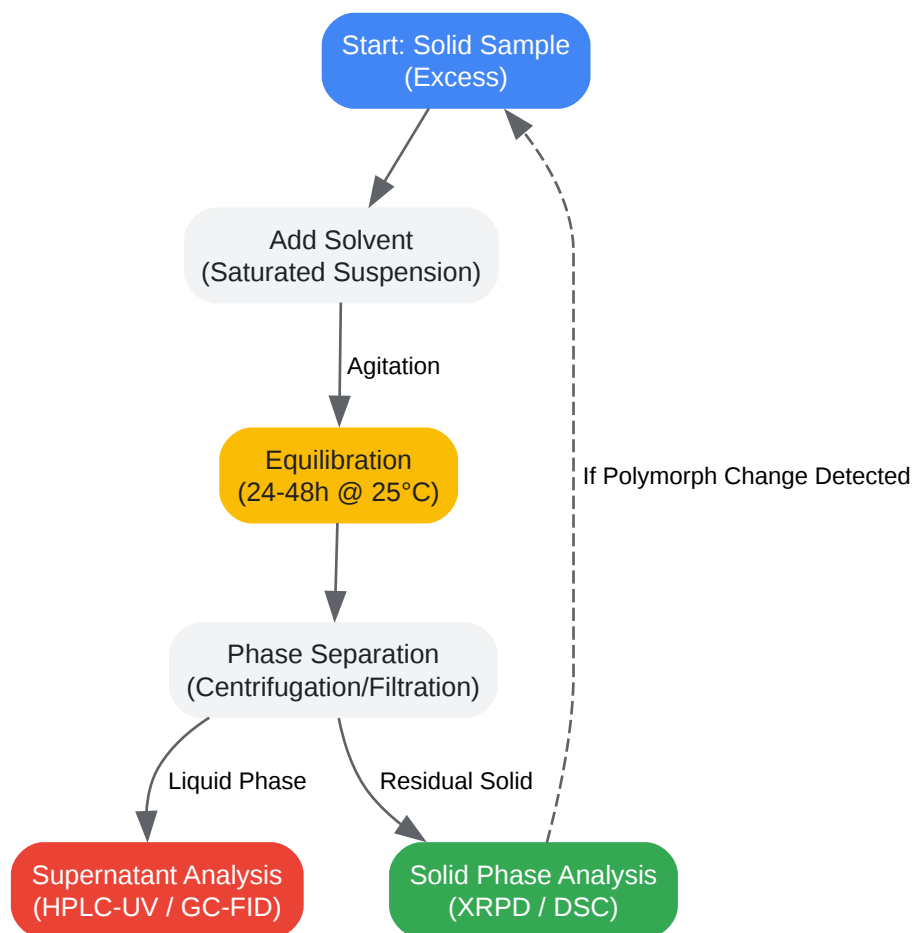 Start: Solid Sample
(Excess)
Add Solvent
(Saturated Suspension)
Agitation
Equilibration
(24-48h @ 25°C)
If Polymorph Change Detected
Phase Separation
(Centrifugation/Filtration)
Liquid Phase
Residual Solid
Supernatant Analysis
(HPLC-UV / GC-FID)
Solid Phase Analysis
(XRPD / DSC)